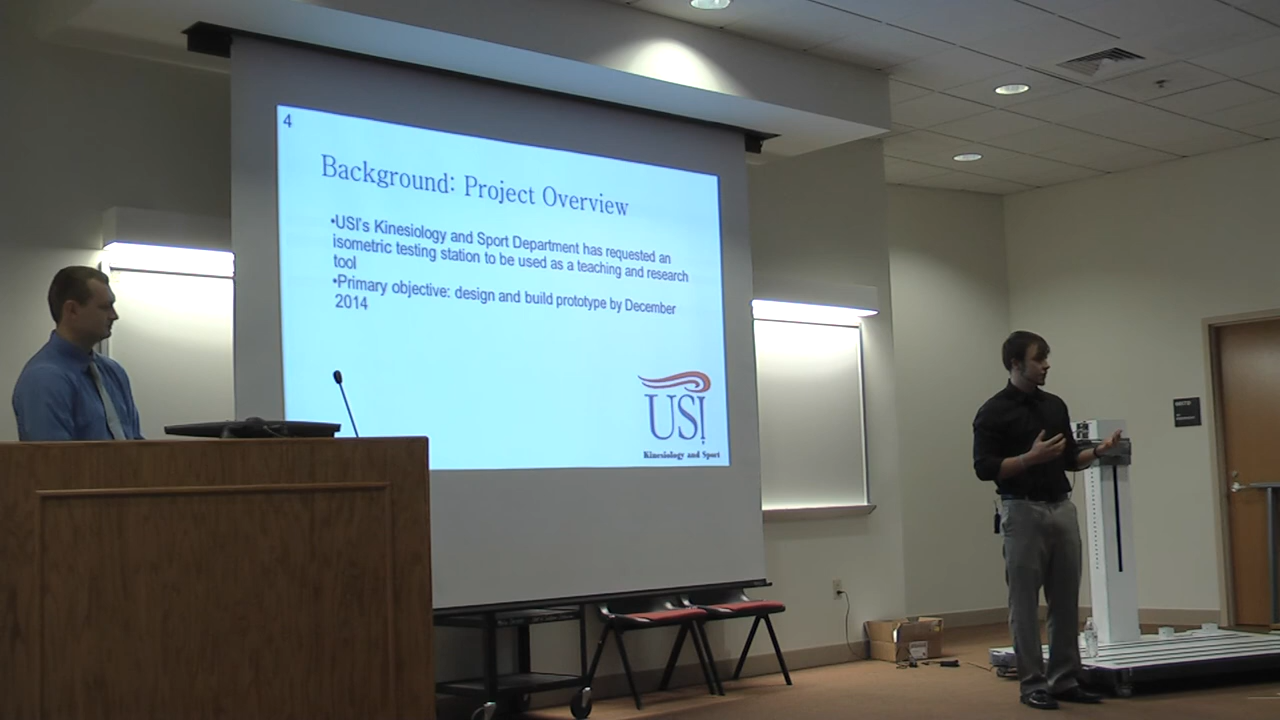 4
Background: Project Overview
•USI's Kinesiology and Sport Department has requested an
isometric testing station to be used as a teaching and research
tool
•Primary objective: design and build prototype by December
2014
USI
Kinesiology and Sport